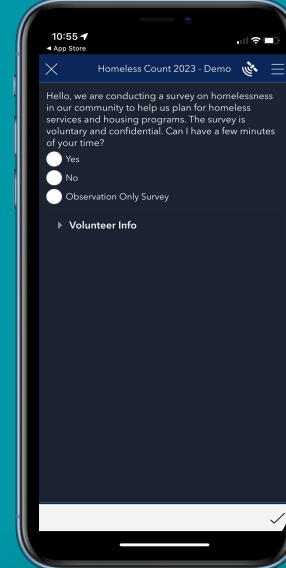 10:55
◀ App Store
Homeless Count 2023 - Demo
Hello, we are conducting a survey on homelessness
in our community to help us plan for homeless
services and housing programs. The survey is
voluntary and confidential. Can I have a few minutes
of your time?
Yes
No
Observation Only Survey
Volunteer Info